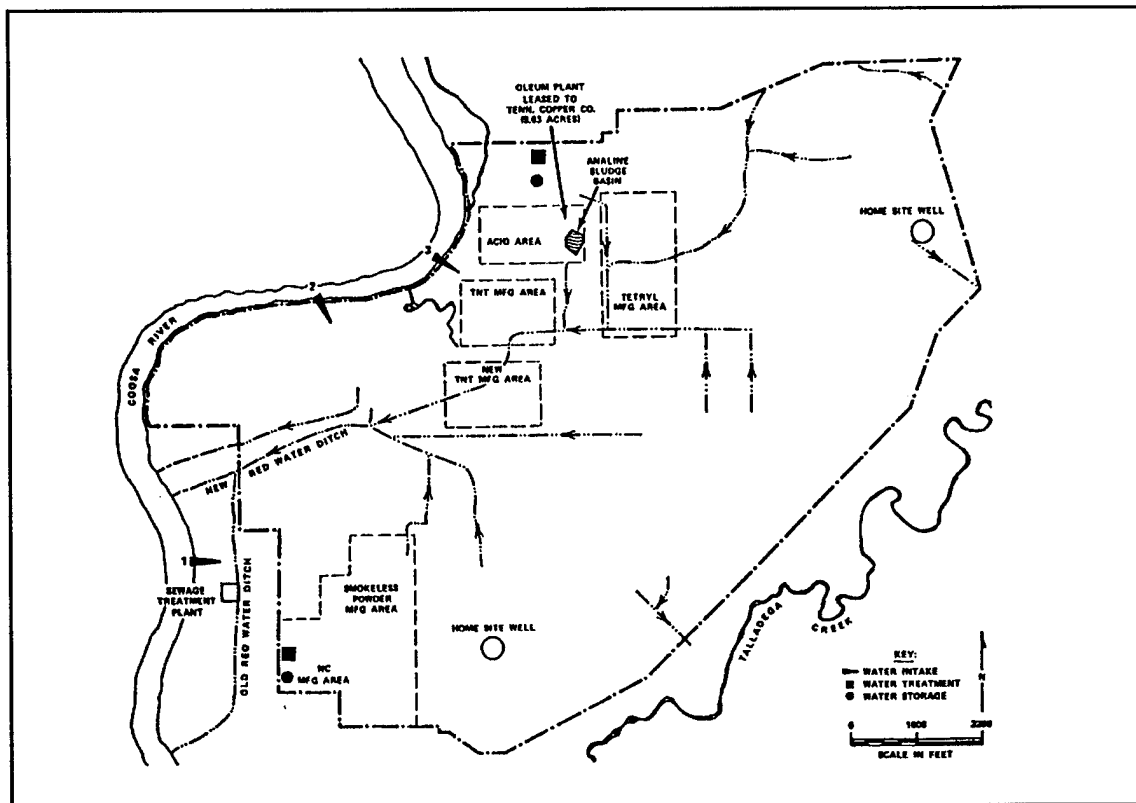 OLEUM PLANT
LEASED TO
TENN. COPPER CO.
(9.63 ACRES)
ANALINE
SLUDGE
BASIN
HOME SITE WELL
ACID AREA
3
TNT MFG AREA
TETRYL
MFG AREA
2
COOSA RIVER
NEW
TNT MFG AREA
NEW RED WATER DITCH
1
SEWAGE
TREATMENT
PLANT
OLD RED WATER DITCH
SMOKELESS
POWDER
MFG AREA
HOME SITE WELL
NC
MFG AREA
TALLADEGA CREEK
KEY:
WATER INTAKE
WATER TREATMENT
WATER STORAGE
N
0
SCALE IN FEET